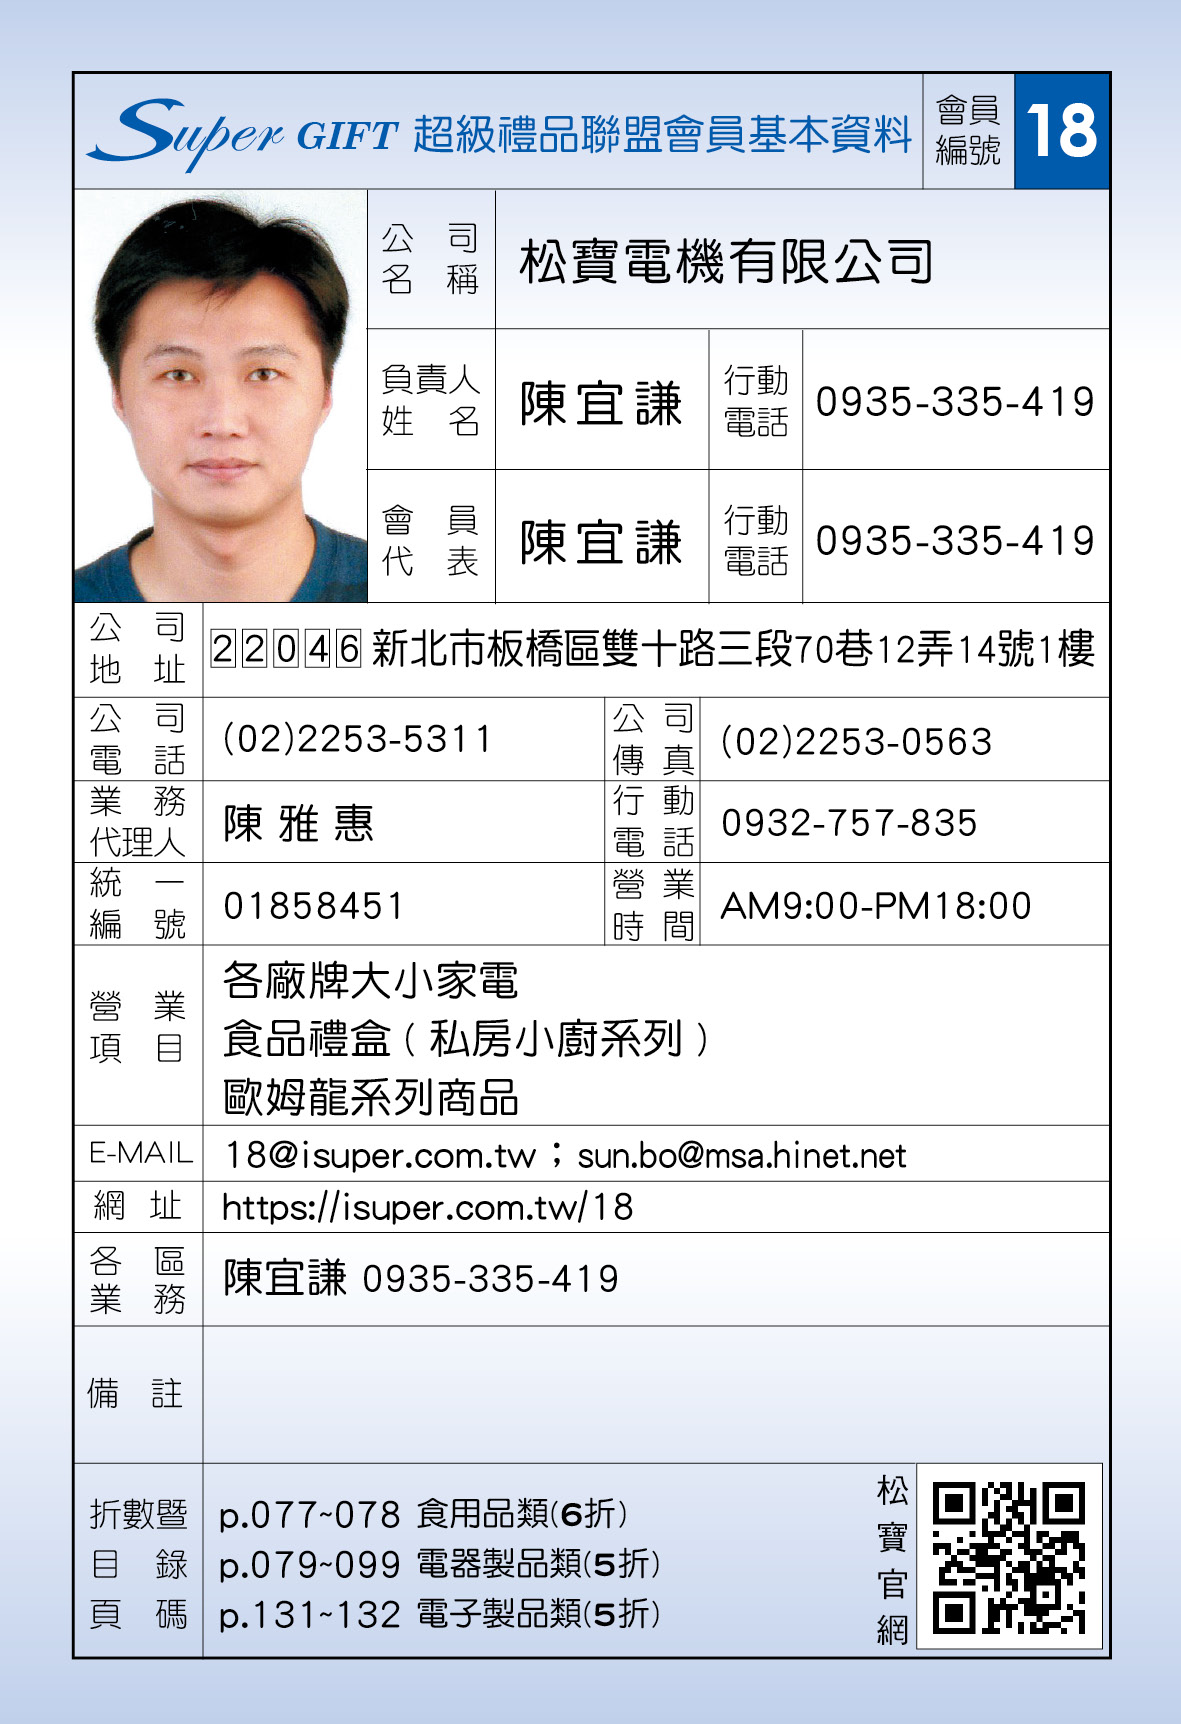 Super GIFT 超級禮品聯盟會員基本資料 會員編號 18
公司名稱 松寶電機有限公司
負責人姓名 陳宜謙 行動電話 0935-335-419
會員代表 陳宜謙 行動電話 0935-335-419
公司地址 22046 新北市板橋區雙十路三段70巷12弄14號1樓
公司電話 (02)2253-5311 公司傳真 (02)2253-0563
業務代理人 陳雅惠 行動電話 0932-757-835
統一編號 01858451 營業時間 AM9:00-PM18:00
營業項目 各廠牌大小家電
食品禮盒(私房小廚系列)
歐姆龍系列商品
E-MAIL 18@isuper.com.tw；sun.bo@msa.hinet.net
網址 https://isuper.com.tw/18
各區業務 陳宜謙 0935-335-419
備註
折數暨目錄頁碼 p.077~078 食用品類(6折)
p.079~099 電器製品類(5折)
p.131~132 電子製品類(5折)
松寶官網